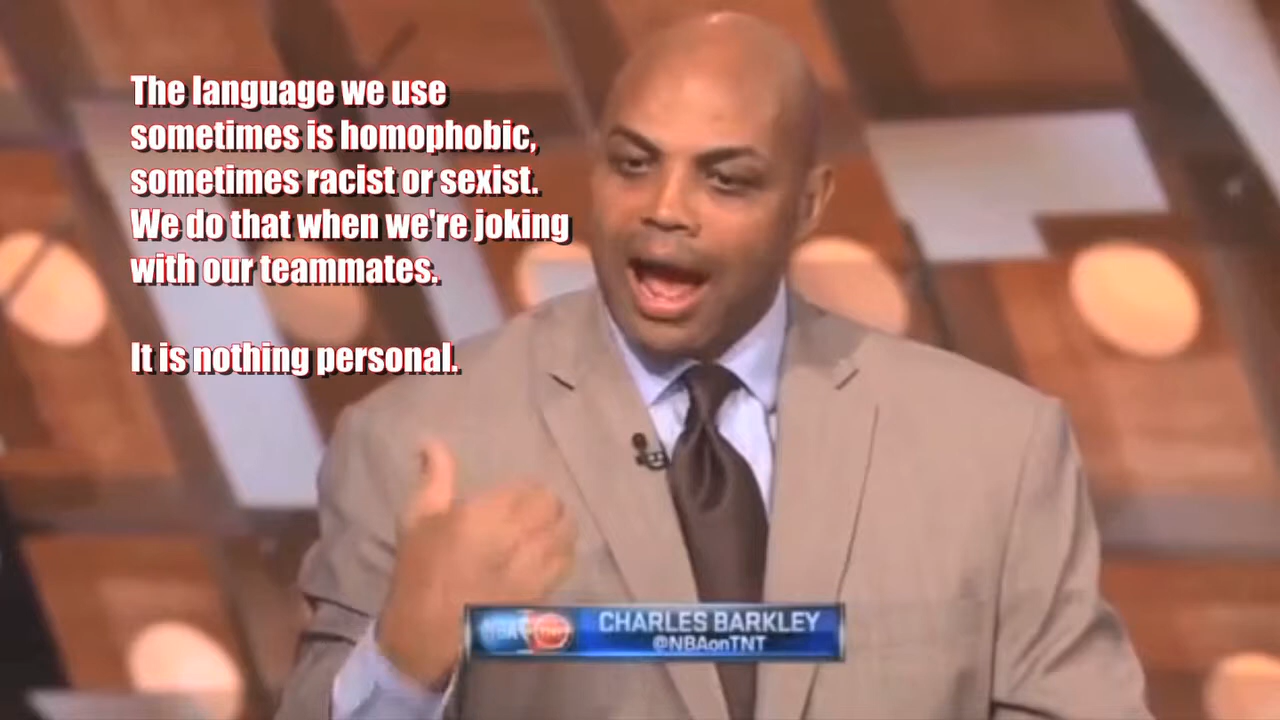 The language we use
sometimes is homophobic,
sometimes racist or sexist.
We do that when we're joking
with our teammates.
It is nothing personal.
NBA
CHARLES BARKLEY
@NBAonTNT